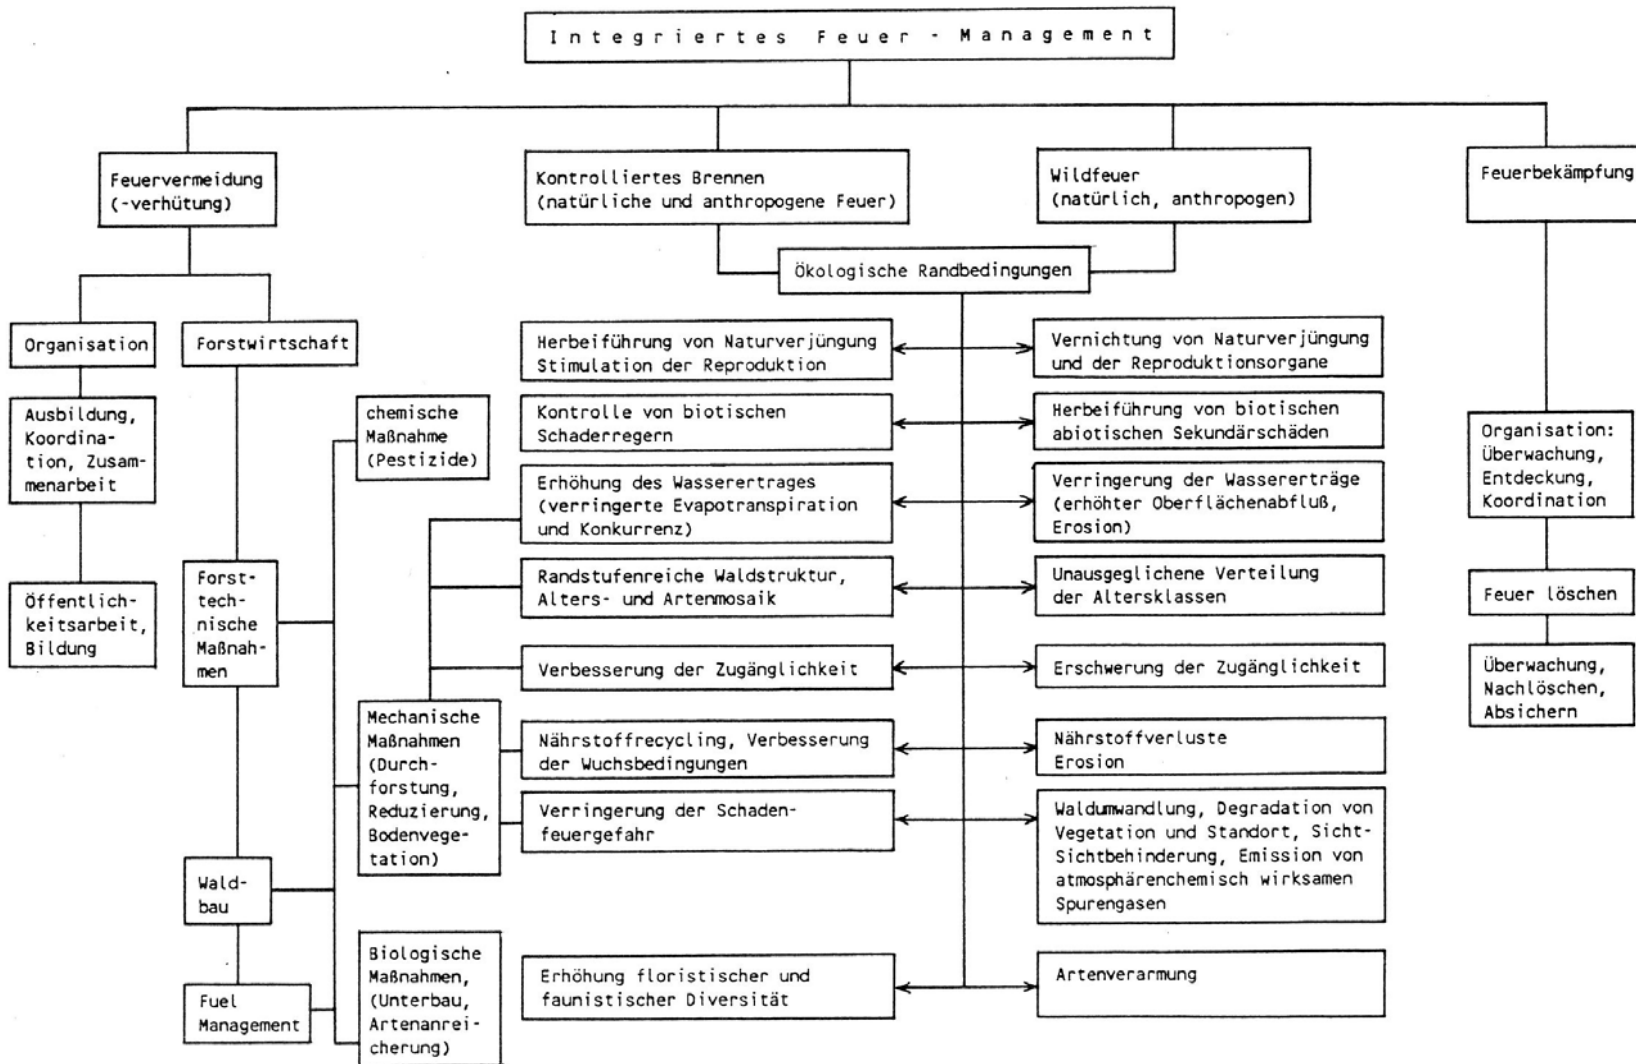 Integriertes Feuer - Management
Feuervermeidung
(-verhütung)
Kontrolliertes Brennen
(natürliche und anthropogene Feuer)
Wildfeuer
(natürlich, anthropogen)
Feuerbekämpfung
Ökologische Randbedingungen
Organisation
Forstwirtschaft
Ausbildung,
Koordina-
tion, Zusam-
menarbeit
Öffentlich-
keitsarbeit,
Bildung
Forst-
tech-
nische
Maßnah-
men
Wald-
bau
Fuel
Management
chemische
Maßnahme
(Pestizide)
Mechanische
Maßnahmen
(Durch-
forstung,
Reduzierung,
Bodenvege-
tation)
Biologische
Maßnahmen,
(Unterbau,
Artenanrei-
cherung)
Herbeiführung von Naturverjüngung
Stimulation der Reproduktion
Vernichtung von Naturverjüngung
und der Reproduktionsorgane
Kontrolle von biotischen
Schaderregern
Herbeiführung von biotischen
abiotischen Sekundärschäden
Erhöhung des Wasserertrages
(verringerte Evapotranspiration
und Konkurrenz)
Verringerung der Wassererträge
(erhöhter Oberflächenabfluß,
Erosion)
Randstufenreiche Waldstruktur,
Alters- und Artenmosaik
Unausgeglichene Verteilung
der Altersklassen
Verbesserung der Zugänglichkeit
Erschwerung der Zugänglichkeit
Nährstoffrecycling, Verbesserung
der Wuchsbedingungen
Nährstoffverluste
Erosion
Verringerung der Schaden-
feuergefahr
Waldumwandlung, Degradation von
Vegetation und Standort, Sicht-
Sichtbehinderung, Emission von
atmosphärenchemisch wirksamen
Spurengasen
Erhöhung floristischer und
faunistischer Diversität
Artenverarmung
Organisation:
Überwachung,
Entdeckung,
Koordination
Feuer löschen
Überwachung,
Nachlöschen,
Absichern